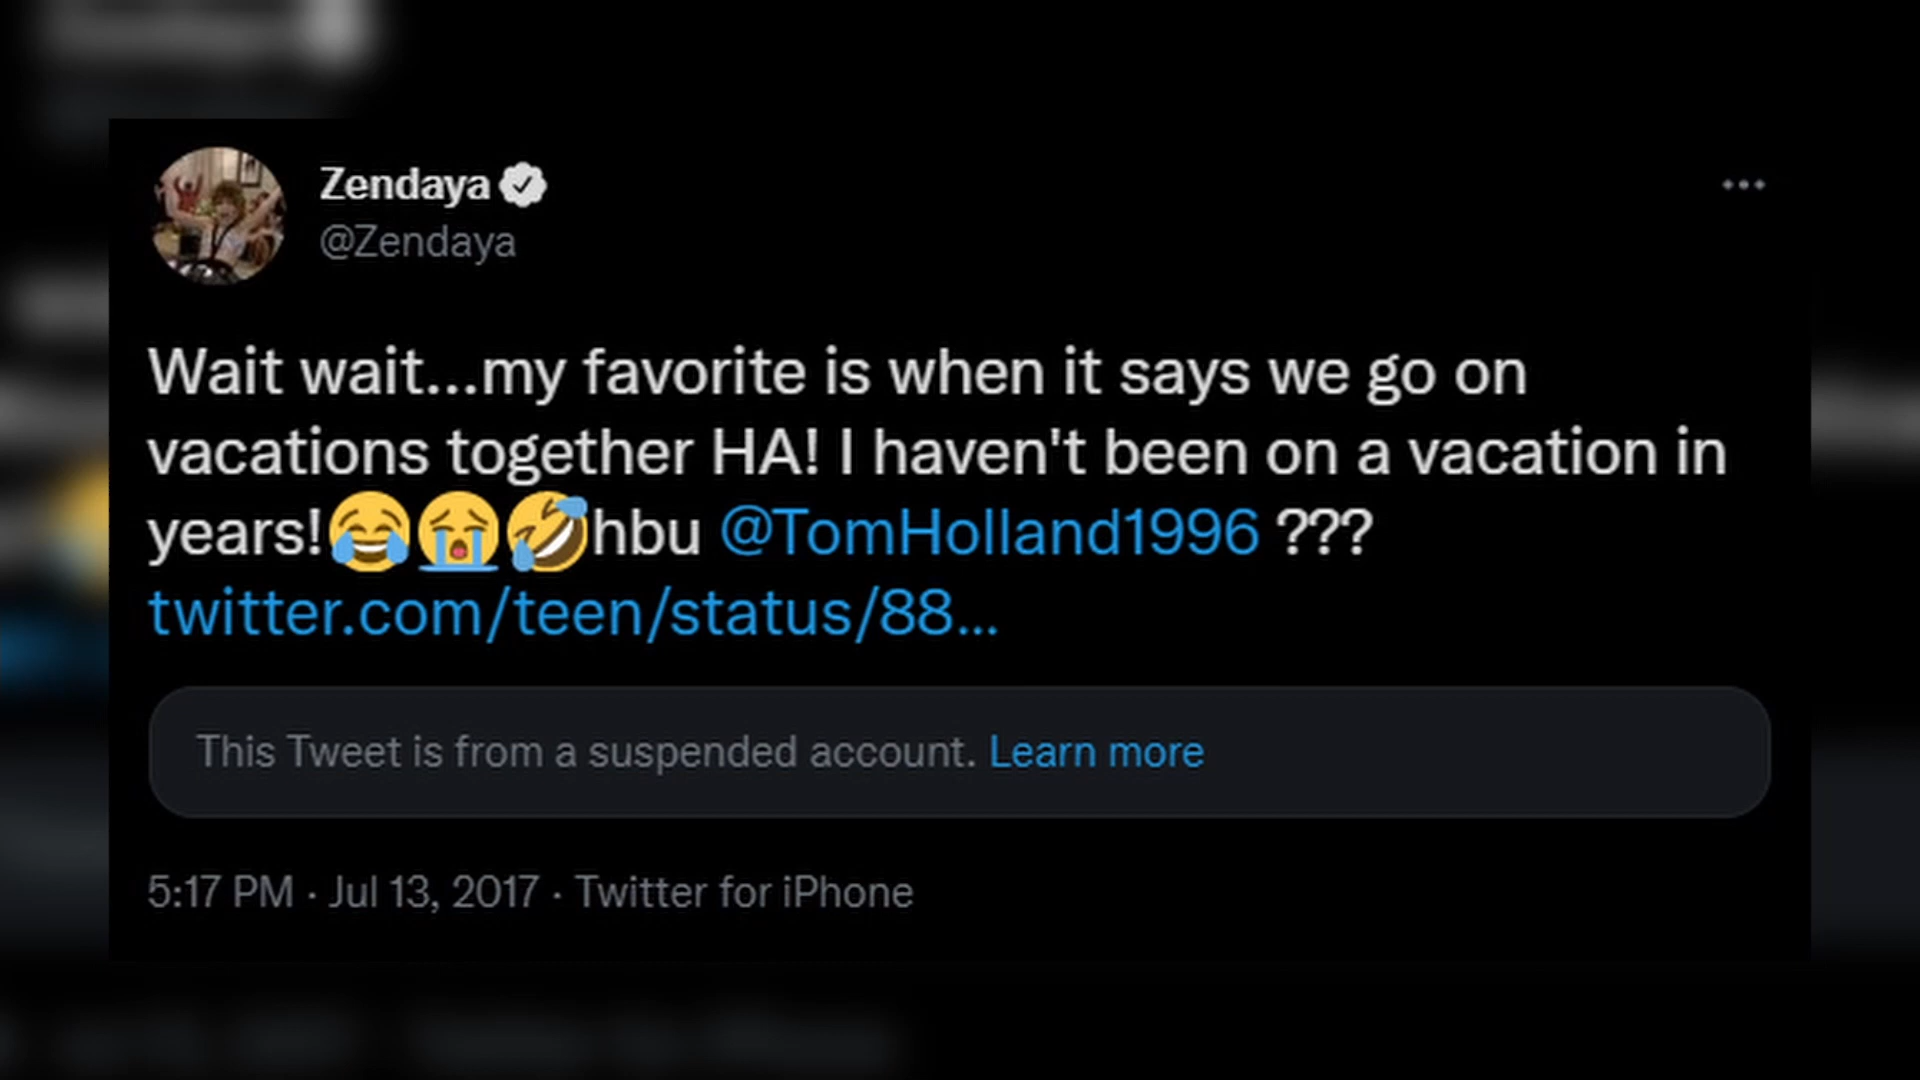 Zendaya
@Zendaya
Wait wait...my favorite is when it says we go on
vacations together HA! I haven't been on a vacation in
years!😂😭🤣hbu @TomHolland1996 ???
twitter.com/teen/status/88...
This Tweet is from a suspended account. Learn more
5:17 PM · Jul 13, 2017 · Twitter for iPhone